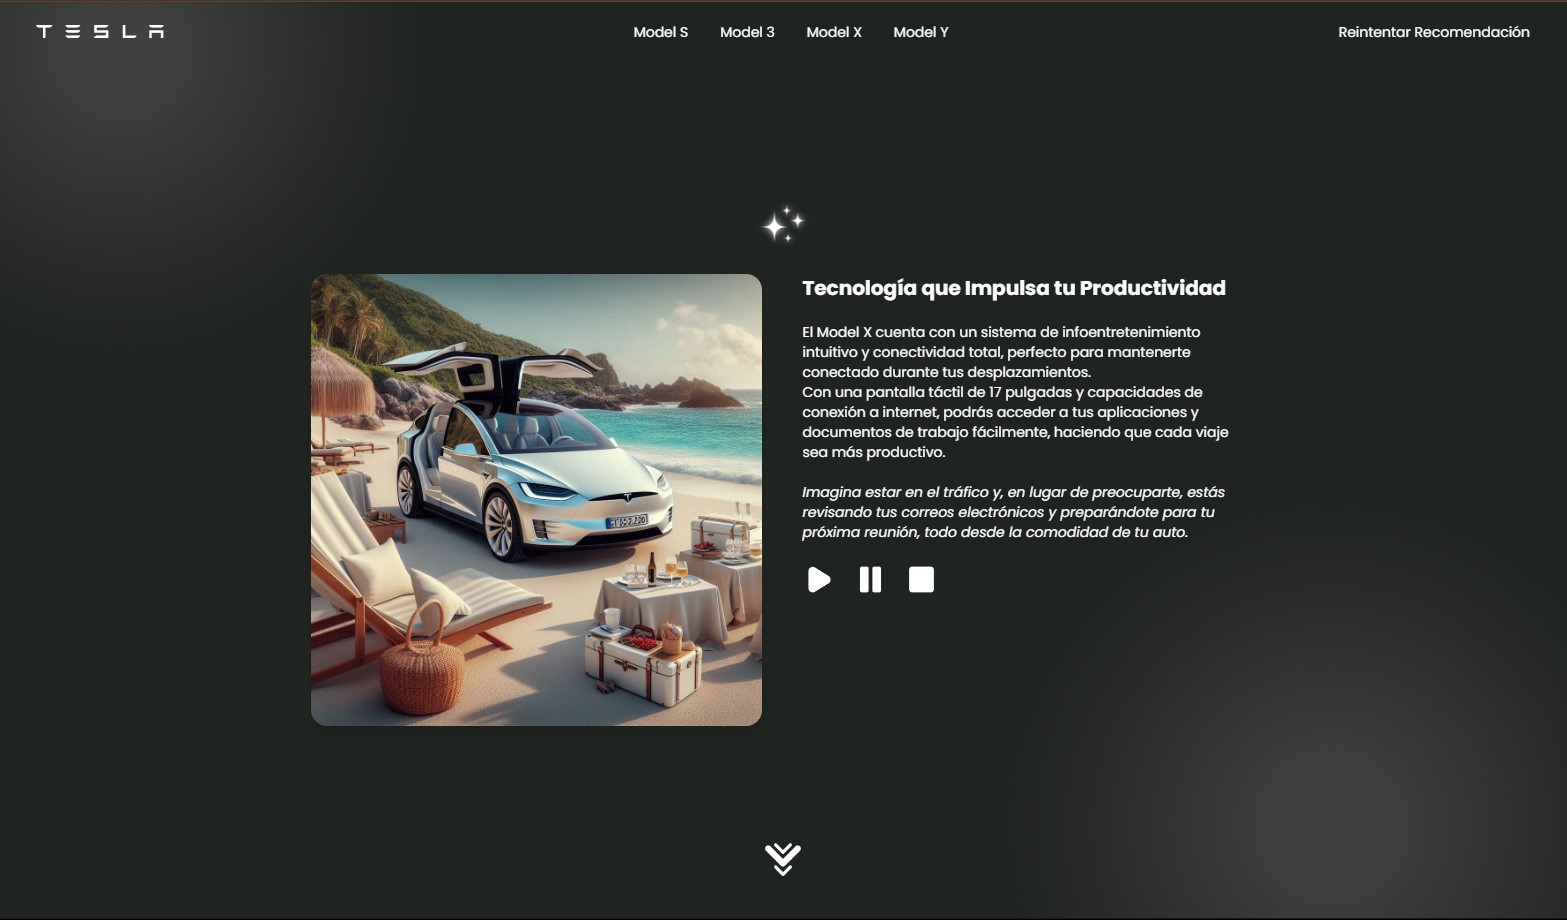 TESLA
Model S
Model 3
Model X
Model Y
Reintentar Recomendación
Tecnología que Impulsa tu Productividad
El Model X cuenta con un sistema de infoentretenimiento
intuitivo y conectividad total, perfecto para mantenerte
conectado durante tus desplazamientos.
Con una pantalla táctil de 17 pulgadas y capacidades de
conexión a internet, podrás acceder a tus aplicaciones y
documentos de trabajo fácilmente, haciendo que cada viaje
sea más productivo.
Imagina estar en el tráfico y, en lugar de preocuparte, estás
revisando tus correos electrónicos y preparándote para tu
próxima reunión, todo desde la comodidad de tu auto.